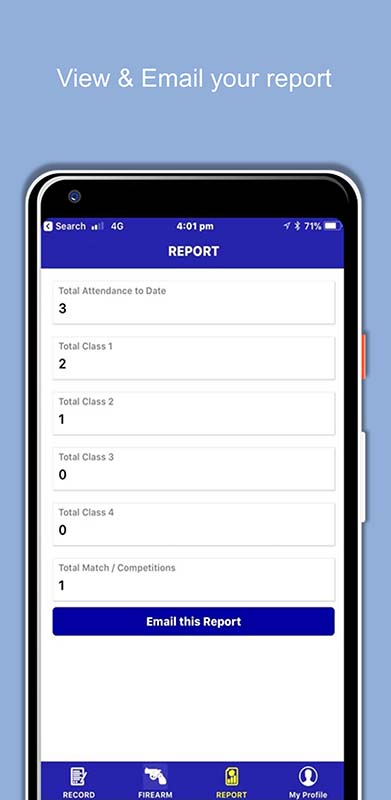 View & Email your report
Search 4G 4:01 pm 71%
REPORT
Total Attendance to Date
3
Total Class 1
2
Total Class 2
1
Total Class 3
0
Total Class 4
0
Total Match / Competitions
1
Email this Report
RECORD FIREARM REPORT My Profile